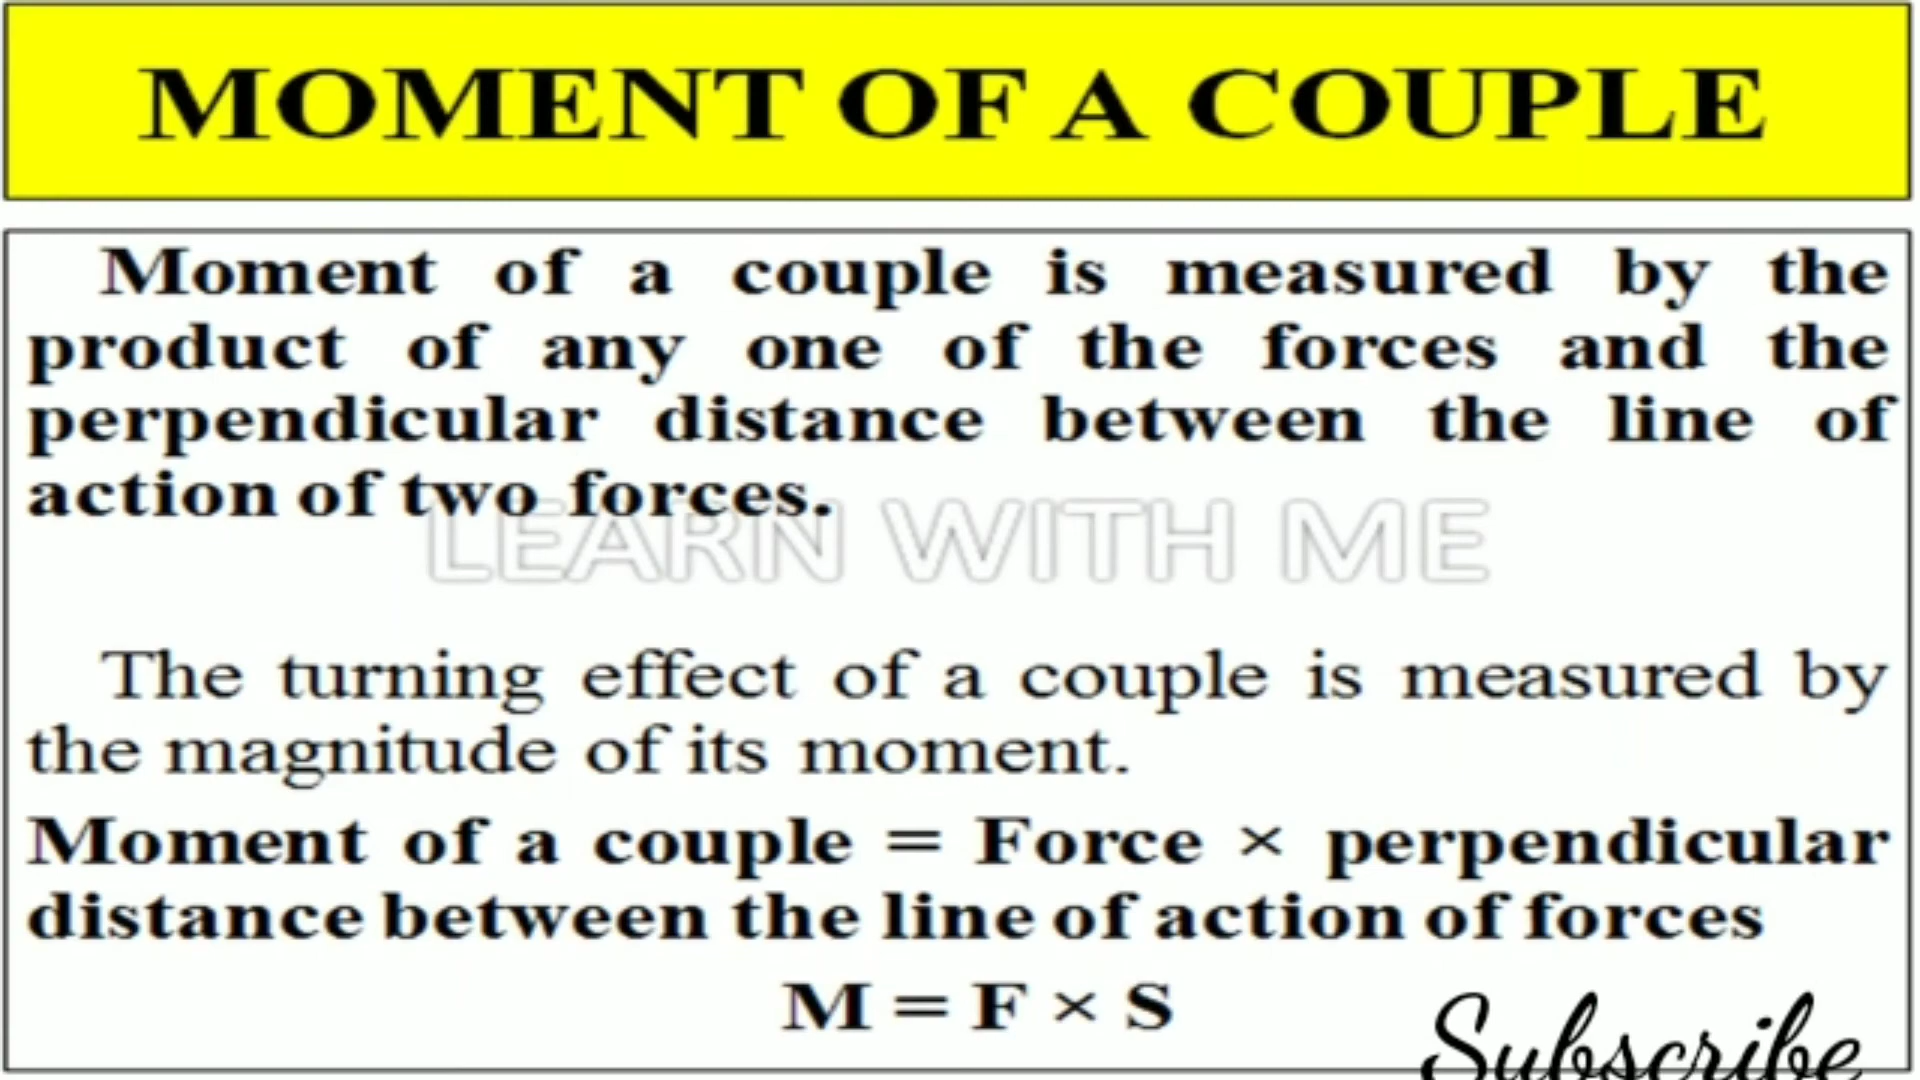 MOMENT OF A COUPLE
Moment of a couple is measured by the
product of any one of the forces and the
perpendicular distance between the line of
action of two forces.
LEARN WITH ME
The turning effect of a couple is measured by
the magnitude of its moment.
Moment of a couple = Force × perpendicular
distance between the line of action of forces
M = F × S
Subscribe